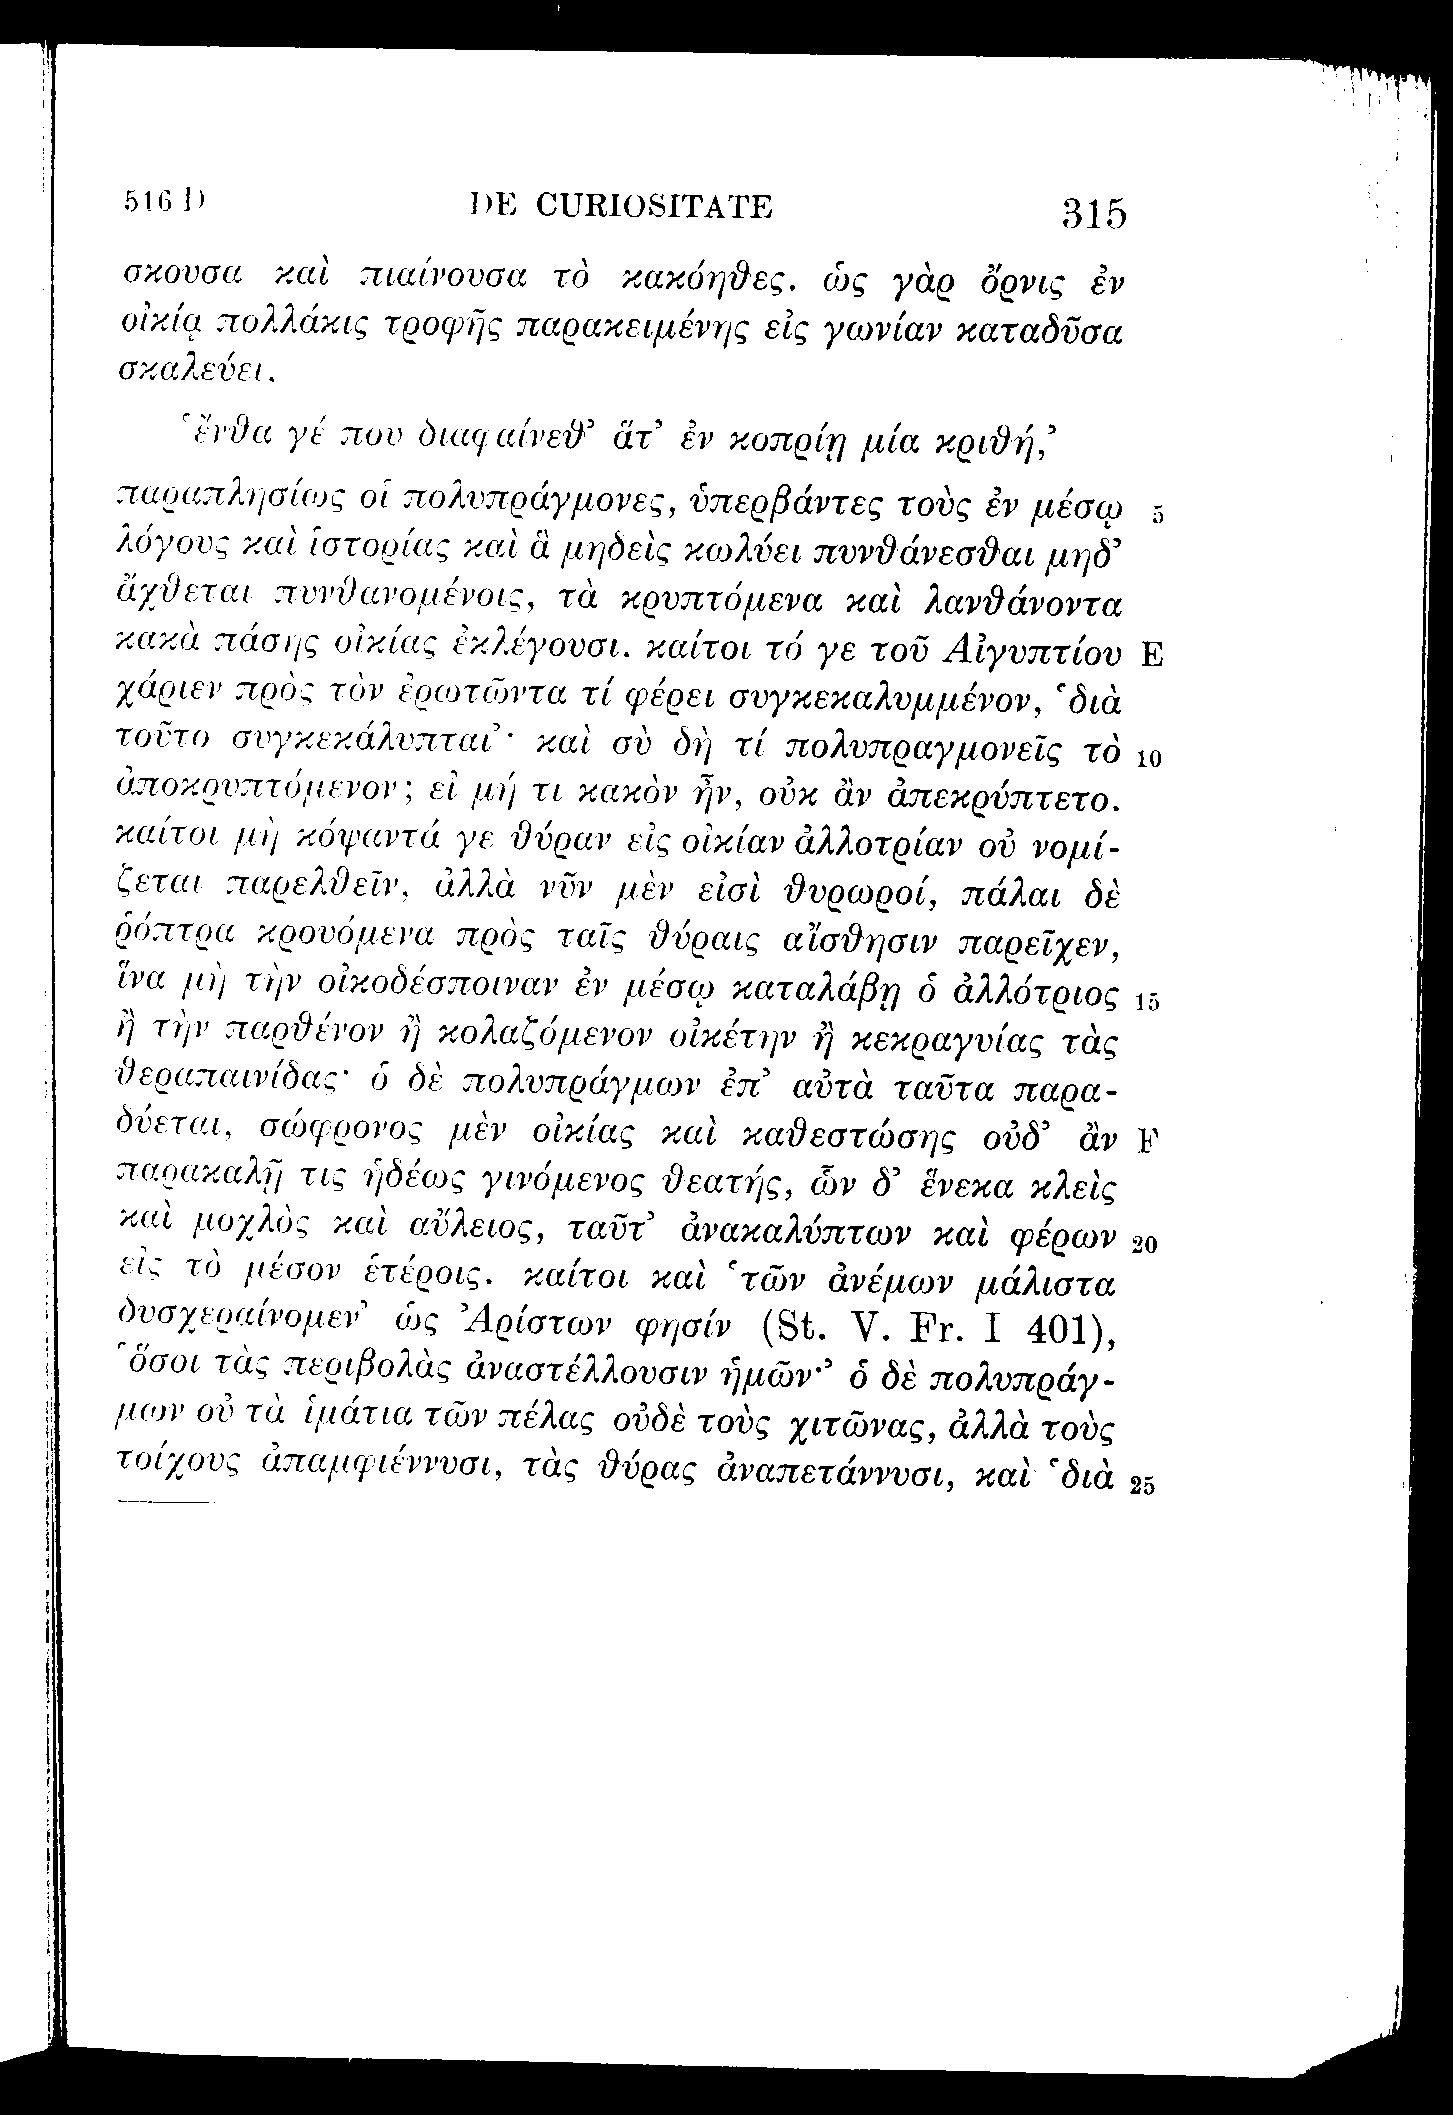 516 D DE CURIOSITATE 315
σκουσα καὶ πιαίνουσα τὸ κακόηθες. ὡς γὰρ ὄρνις ἐν
οἰκίᾳ πολλάκις τροφῆς παρακειμένης εἰς γωνίαν καταδῦσα
σκαλεύει.
‘ἔνθα γέ που διαφαίνεθ’ ἅτ’ ἐν κοπρίῃ μία κριθή,’
παραπλησίως οἱ πολυπράγμονες, ὑπερβάντες τοὺς ἐν μέσῳ 5
λόγους καὶ ἱστορίας καὶ ἃ μηδεὶς κωλύει πυνθάνεσθαι μηδ’
ἄχθεται πυνθανομένοις, τὰ κρυπτόμενα καὶ λανθάνοντα
κακὰ πάσης οἰκίας ἐκλέγουσι. καίτοι τό γε τοῦ Αἰγυπτίου E
χάριεν πρὸς τὸν ἐρωτῶντα τί φέρει συγκεκαλυμμένον, ‘διὰ
τοῦτο συγκεκάλυπται’· καὶ σὺ δὴ τί πολυπραγμονεῖς τὸ 10
ἀποκρυπτόμενον; εἰ μή τι κακὸν ἦν, οὐκ ἂν ἀπεκρύπτετο.
καίτοι μὴ κόψαντά γε θύραν εἰς οἰκίαν ἀλλοτρίαν οὐ νομί-
ζεται παρελθεῖν, ἀλλὰ νῦν μὲν εἰσὶ θυρωροί, πάλαι δὲ
ῥόπτρα κρουόμενα πρὸς ταῖς θύραις αἴσθησιν παρεῖχεν,
ἵνα μὴ τὴν οἰκοδέσποιναν ἐν μέσῳ καταλάβῃ ὁ ἀλλότριος 15
ἢ τὴν παρθένον ἢ κολαζόμενον οἰκέτην ἢ κεκραγυίας τὰς
θεραπαινίδας· ὁ δὲ πολυπράγμων ἐπ’ αὐτὰ ταῦτα παρα-
δύεται, σώφρονος μὲν οἰκίας καὶ καθεστώσης οὐδ’ ἂν F
παρακαλῇ τις ἡδέως γινόμενος θεατής, ὧν δ’ ἕνεκα κλεὶς
καὶ μοχλὸς καὶ αὔλειος, ταῦτ’ ἀνακαλύπτων καὶ φέρων 20
εἰς τὸ μέσον ἑτέροις. καίτοι καὶ ‘τῶν ἀνέμων μάλιστα
δυσχεραίνομεν’ ὡς Ἀρίστων φησίν (St. V. Fr. I 401),
‘ὅσοι τὰς περιβολὰς ἀναστέλλουσιν ἡμῶν·’ ὁ δὲ πολυπράγ-
μων οὐ τὰ ἱμάτια τῶν πέλας οὐδὲ τοὺς χιτῶνας, ἀλλὰ τοὺς
τοίχους ἀπαμφιέννυσι, τὰς θύρας ἀναπετάννυσι, καὶ ‘διὰ 25